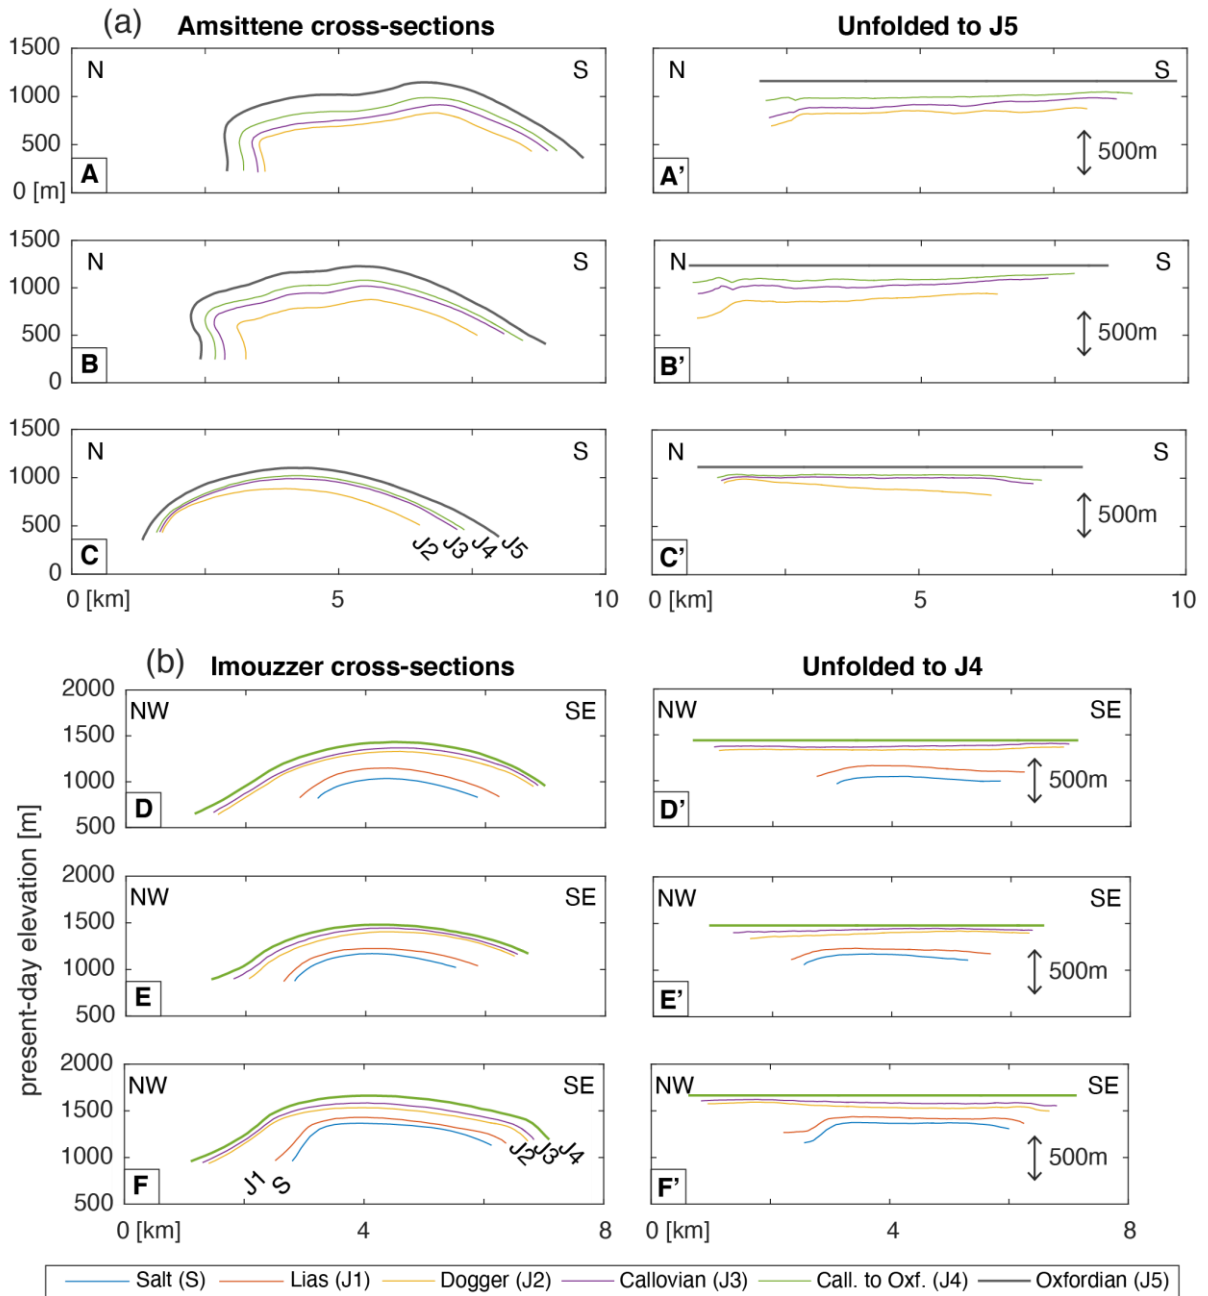 (a) Amsittene cross-sections
Unfolded to J5
1500
N
S
N
S
1000
500
500m
A
A'
0 [m]
1500
N
S
N
S
1000
500
500m
B
B'
0
1500
N
S
N
S
1000
500
500m
J2 J3 J4 J5
C
C'
0
0 [km]
5
10
0 [km]
5
10
(b) Imouzzer cross-sections
Unfolded to J4
present-day elevation [m]
2000
NW
SE
NW
SE
1500
1000
500m
D
D'
500
2000
NW
SE
NW
SE
1500
1000
500m
E
E'
500
2000
NW
SE
NW
SE
1500
J2 J3 J4
1000
500m
J1 S
F
F'
500
0 [km]
4
8
0 [km]
4
8
Salt (S) Lias (J1) Dogger (J2) Callovian (J3) Call. to Oxf. (J4) Oxfordian (J5)